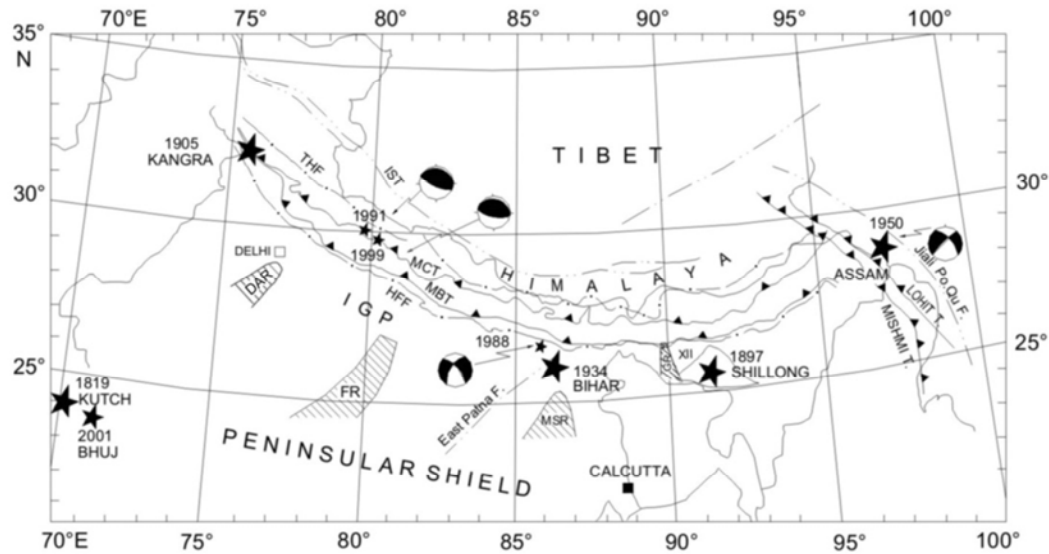 70°E 75° 80° 85° 90° 95° 100°
35°
N
30°
25°
30°
25°
1905
KANGRA
THF
IST
TIBET
1991
1999
DELHI
DAR
MCT
MBT
HFF
HIMALAYA
IGP
1950
ASSAM
Jiali Po Qu F.
LOHIT T.
MISHMI T.
1988
1934
BIHAR
XII
1897
SHILLONG
FR
East Patna F.
MSR
1819
KUTCH
2001
BHUJ
PENINSULAR SHIELD
CALCUTTA
70°E 75° 80° 85° 90° 95° 100°